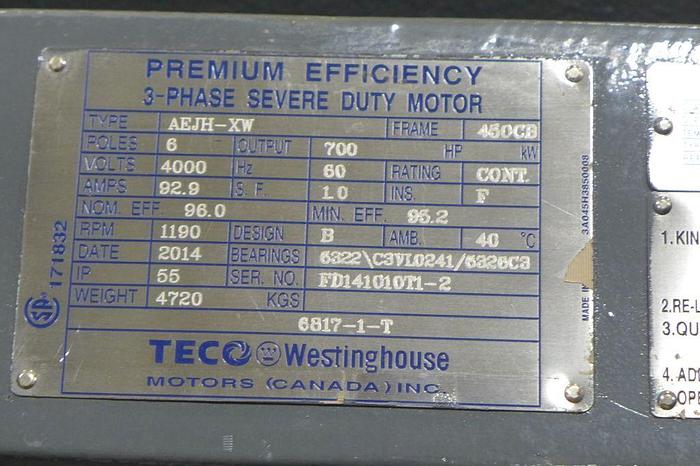 PREMIUM EFFICIENCY
3-PHASE SEVERE DUTY MOTOR
TYPE AEJH-XW FRAME 450CB
POLES 6 OUTPUT 700 HP kW
VOLTS 4000 Hz 60 RATING CONT.
AMPS 92.9 S. F. 1.0 INS. F
NOM. EFF. 96.0 MIN. EFF. 95.2
RPM 1190 DESIGN B AMB. 40 °C
DATE 2014 BEARINGS 6322\C3VL0241/6326C3
IP 55 SER. NO. FD141010T1-2
WEIGHT 4720 KGS
6817-1-T
TECO Westinghouse
MOTORS (CANADA) INC.
171832
3A045H3850008
MADE IN
1.KIN
2.RE-L
3.QU
4. AD
OPE